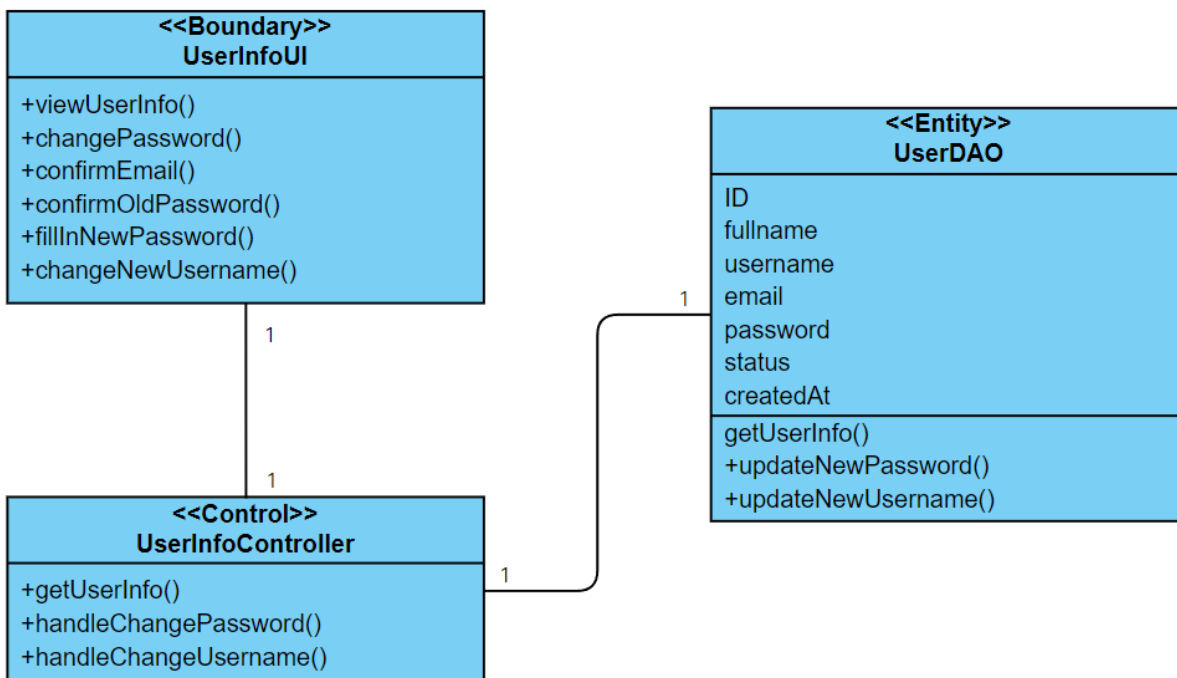 <<Boundary>>
UserInfoUI
+viewUserInfo()
+changePassword()
+confirmEmail()
+confirmOldPassword()
+fillInNewPassword()
+changeNewUsername()
1
1
<<Control>>
UserInfoController
+getUserInfo()
+handleChangePassword()
+handleChangeUsername()
1
1
<<Entity>>
UserDAO
ID
fullname
username
email
password
status
createdAt
getUserInfo()
+updateNewPassword()
+updateNewUsername()